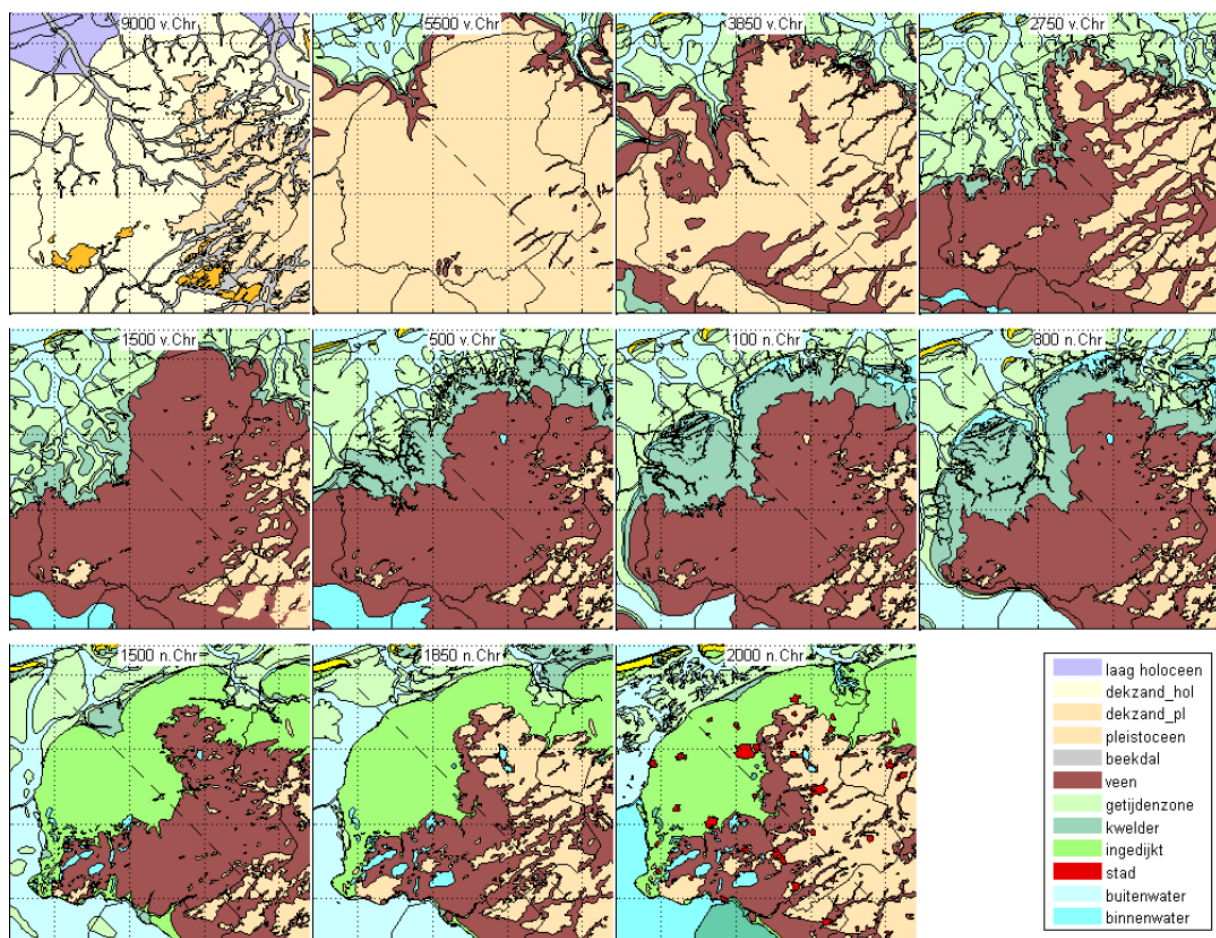 9000 v.Chr
5500 v.Chr
3850 v.Chr
2750 v.Chr
1500 v.Chr
500 v.Chr
100 n.Chr
800 n.Chr
1500 n.Chr
1850 n.Chr
2000 n.Chr
laag holoceen
dekzand_hol
dekzand_pl
pleistoceen
beekdal
veen
getijdenzone
kwelder
ingedijkt
stad
buitenwater
binnenwater